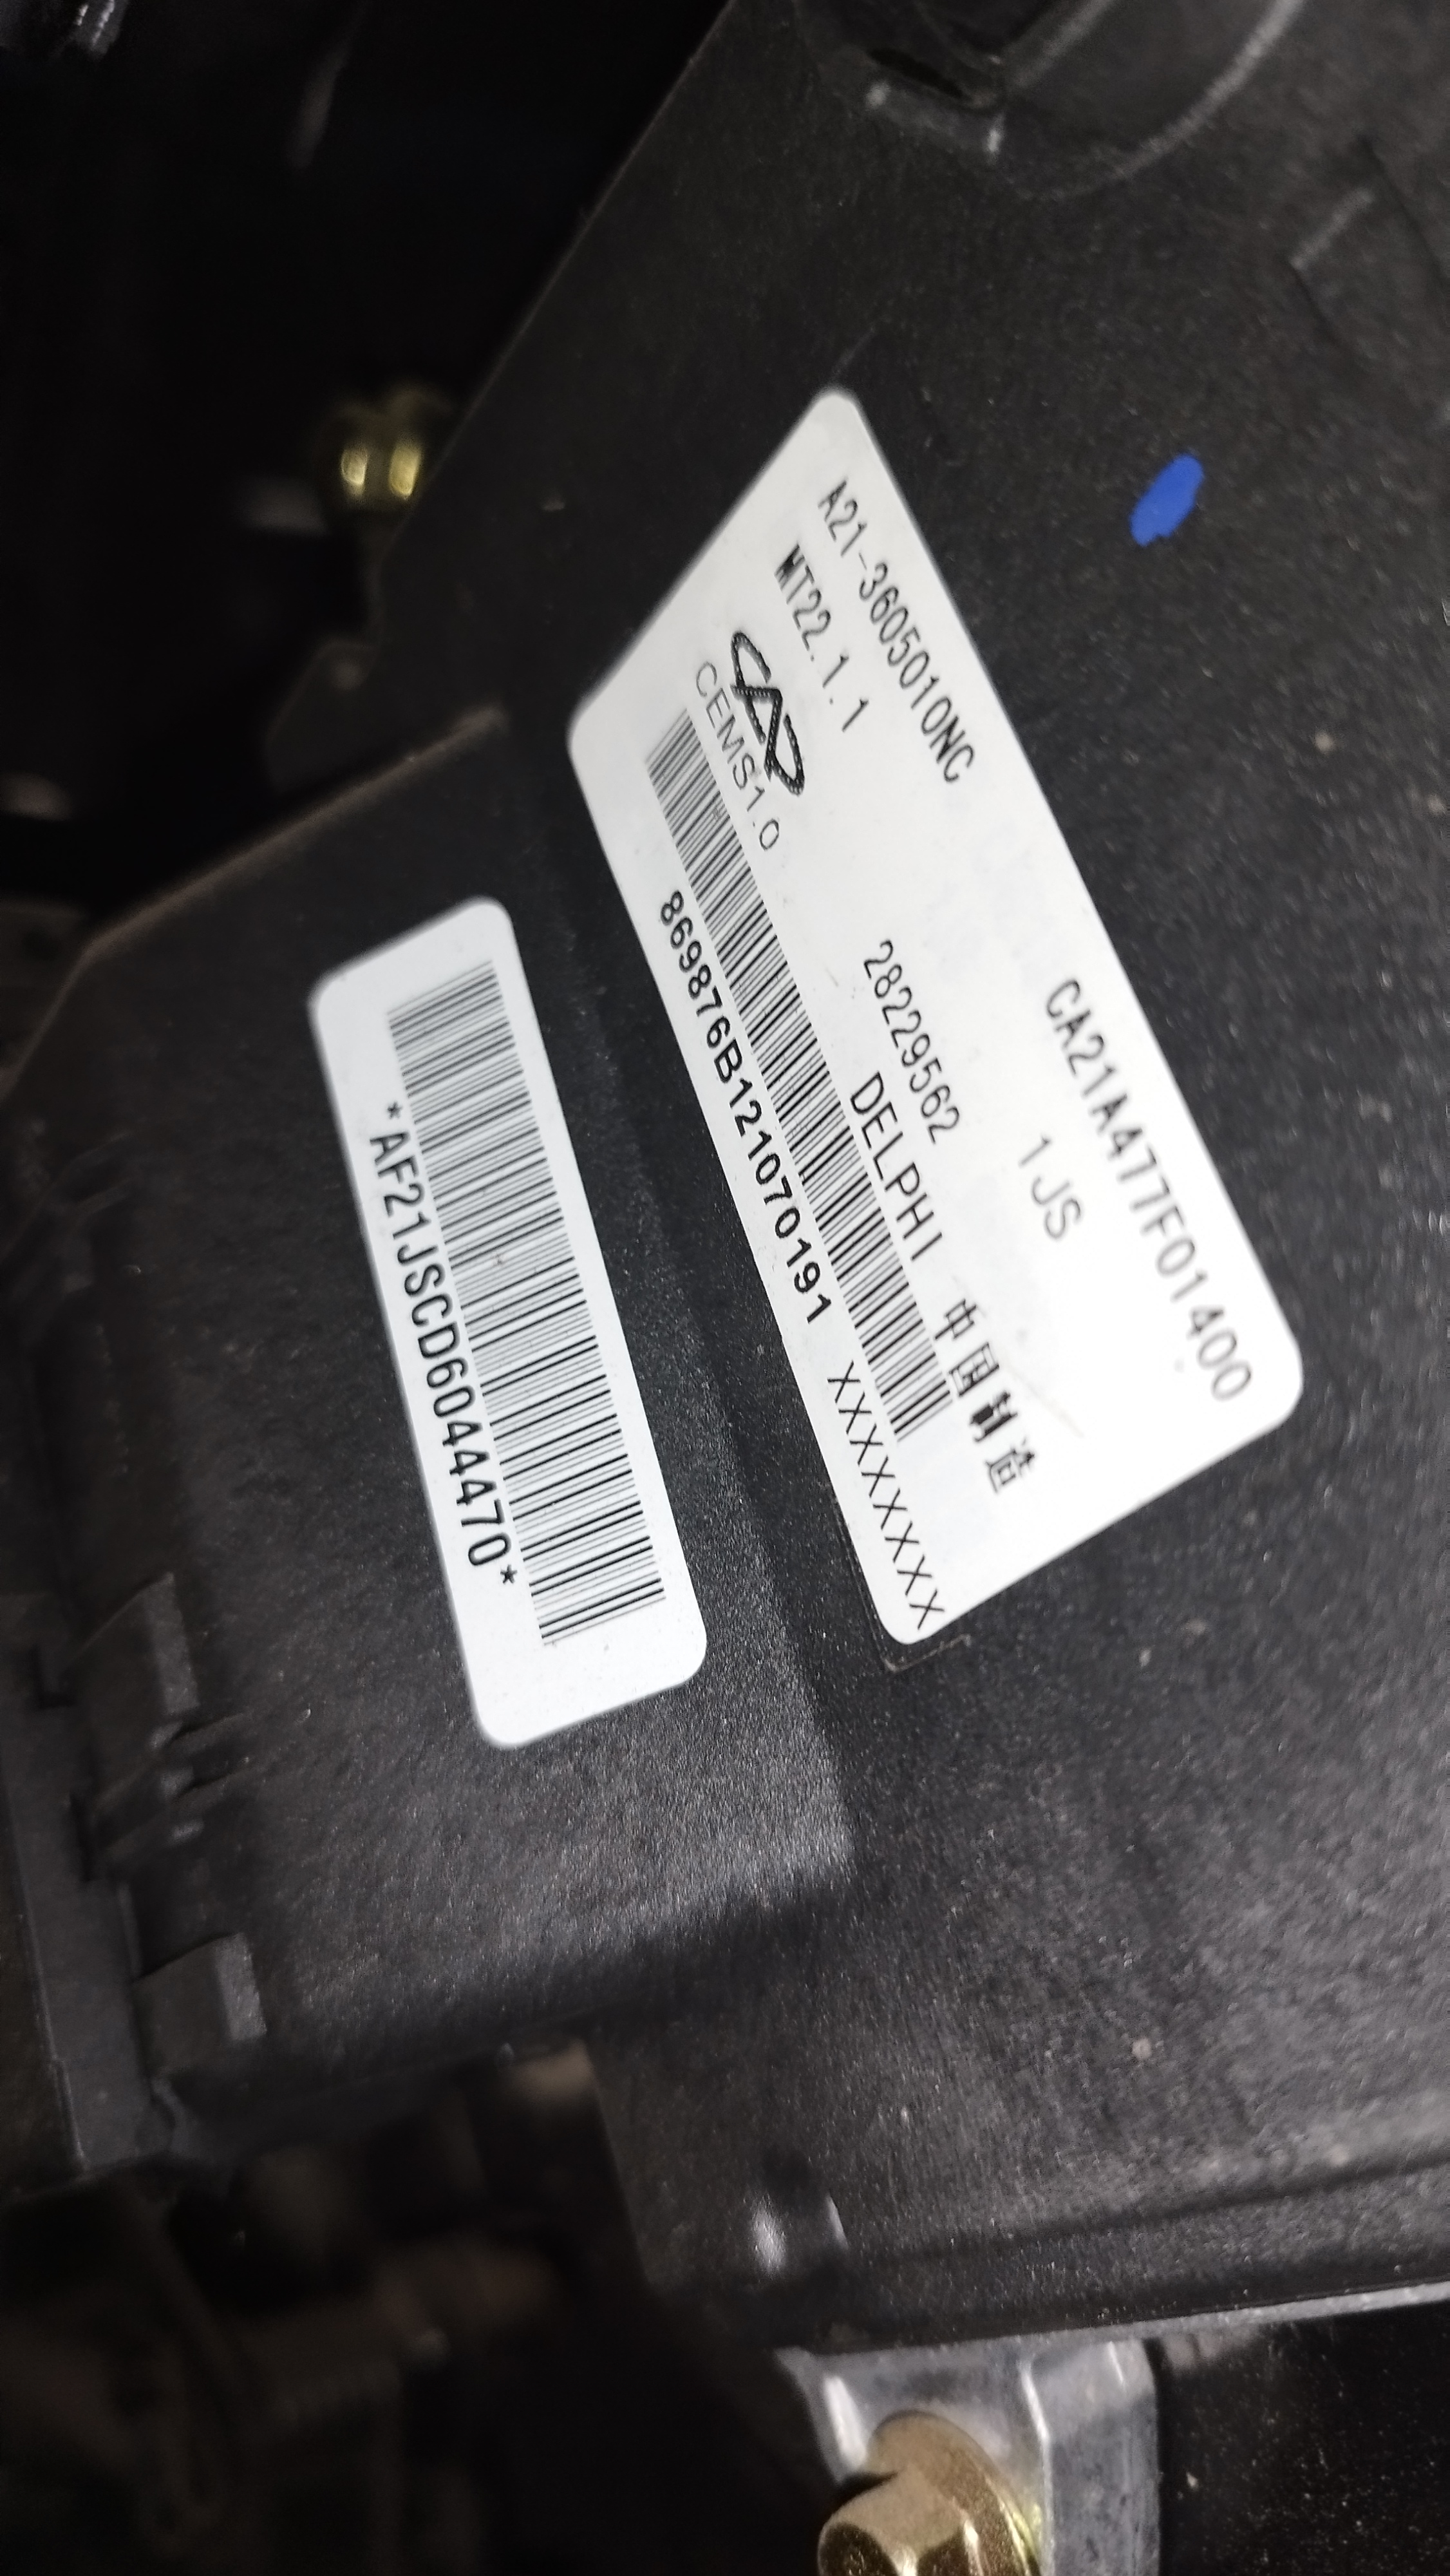 A21-3605010NC CA21A477F01400
MT22.1.1 28229562 1JS
CEMS1.0 DELPHI 中国制造
869876B121070191 XXXXXXXX
*AF21JSCD604470*